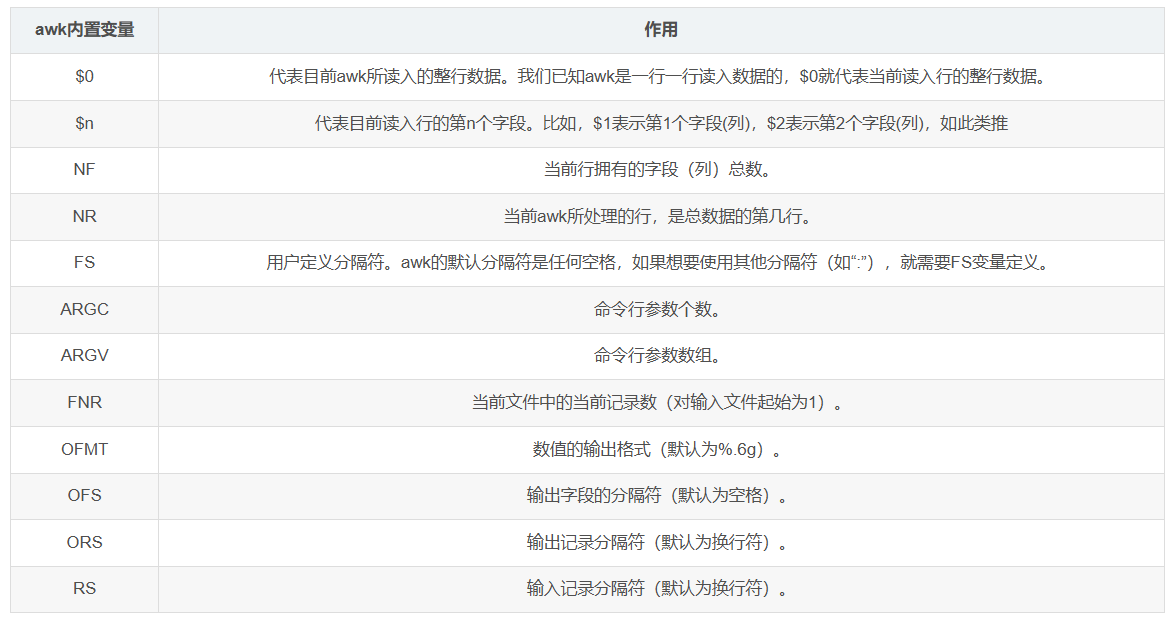 awk内置变量 作用
$0 代表目前awk所读入的整行数据。我们已知awk是一行一行读入数据的，$0就代表当前读入行的整行数据。
$n 代表目前读入行的第n个字段。比如，$1表示第1个字段(列)，$2表示第2个字段(列)，如此类推
NF 当前行拥有的字段（列）总数。
NR 当前awk所处理的行，是总数据的第几行。
FS 用户定义分隔符。awk的默认分隔符是任何空格，如果想要使用其他分隔符（如“:”），就需要FS变量定义。
ARGC 命令行参数个数。
ARGV 命令行参数数组。
FNR 当前文件中的当前记录数（对输入文件起始为1）。
OFMT 数值的输出格式（默认为%.6g）。
OFS 输出字段的分隔符（默认为空格）。
ORS 输出记录分隔符（默认为换行符）。
RS 输入记录分隔符（默认为换行符）。